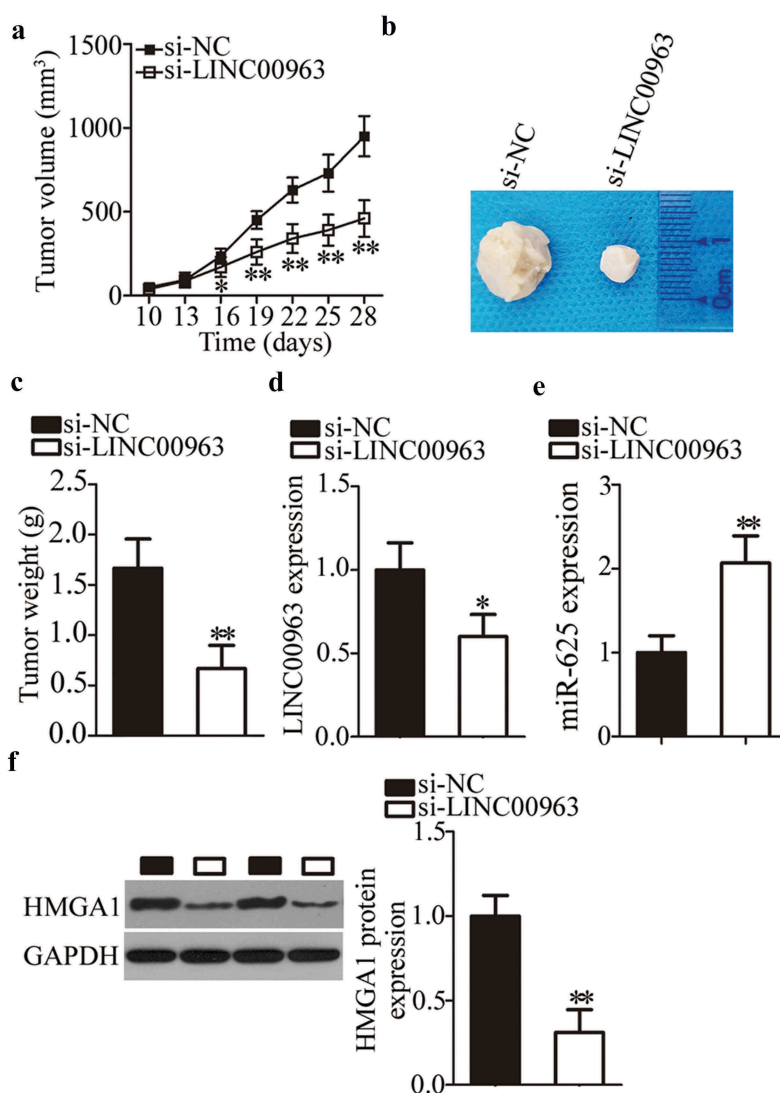 a
si-NC
si-LINC00963
Tumor volume (mm³)
1500
1000
500
0
10 13 16 19 22 25 28
* ** ** ** **
Time (days)
b
si-NC
si-LINC00963
1
0cm
c
si-NC
si-LINC00963
Tumor weight (g)
2.5
2.0
1.5
1.0
0.5
0.0
**
d
si-NC
si-LINC00963
LINC00963 expression
1.5
1.0
0.5
0.0
*
e
si-NC
si-LINC00963
miR-625 expression
3
2
1
0
**
f
HMGA1
GAPDH
si-NC
si-LINC00963
HMGA1 protein
expression
1.5
1.0
0.5
0.0
**